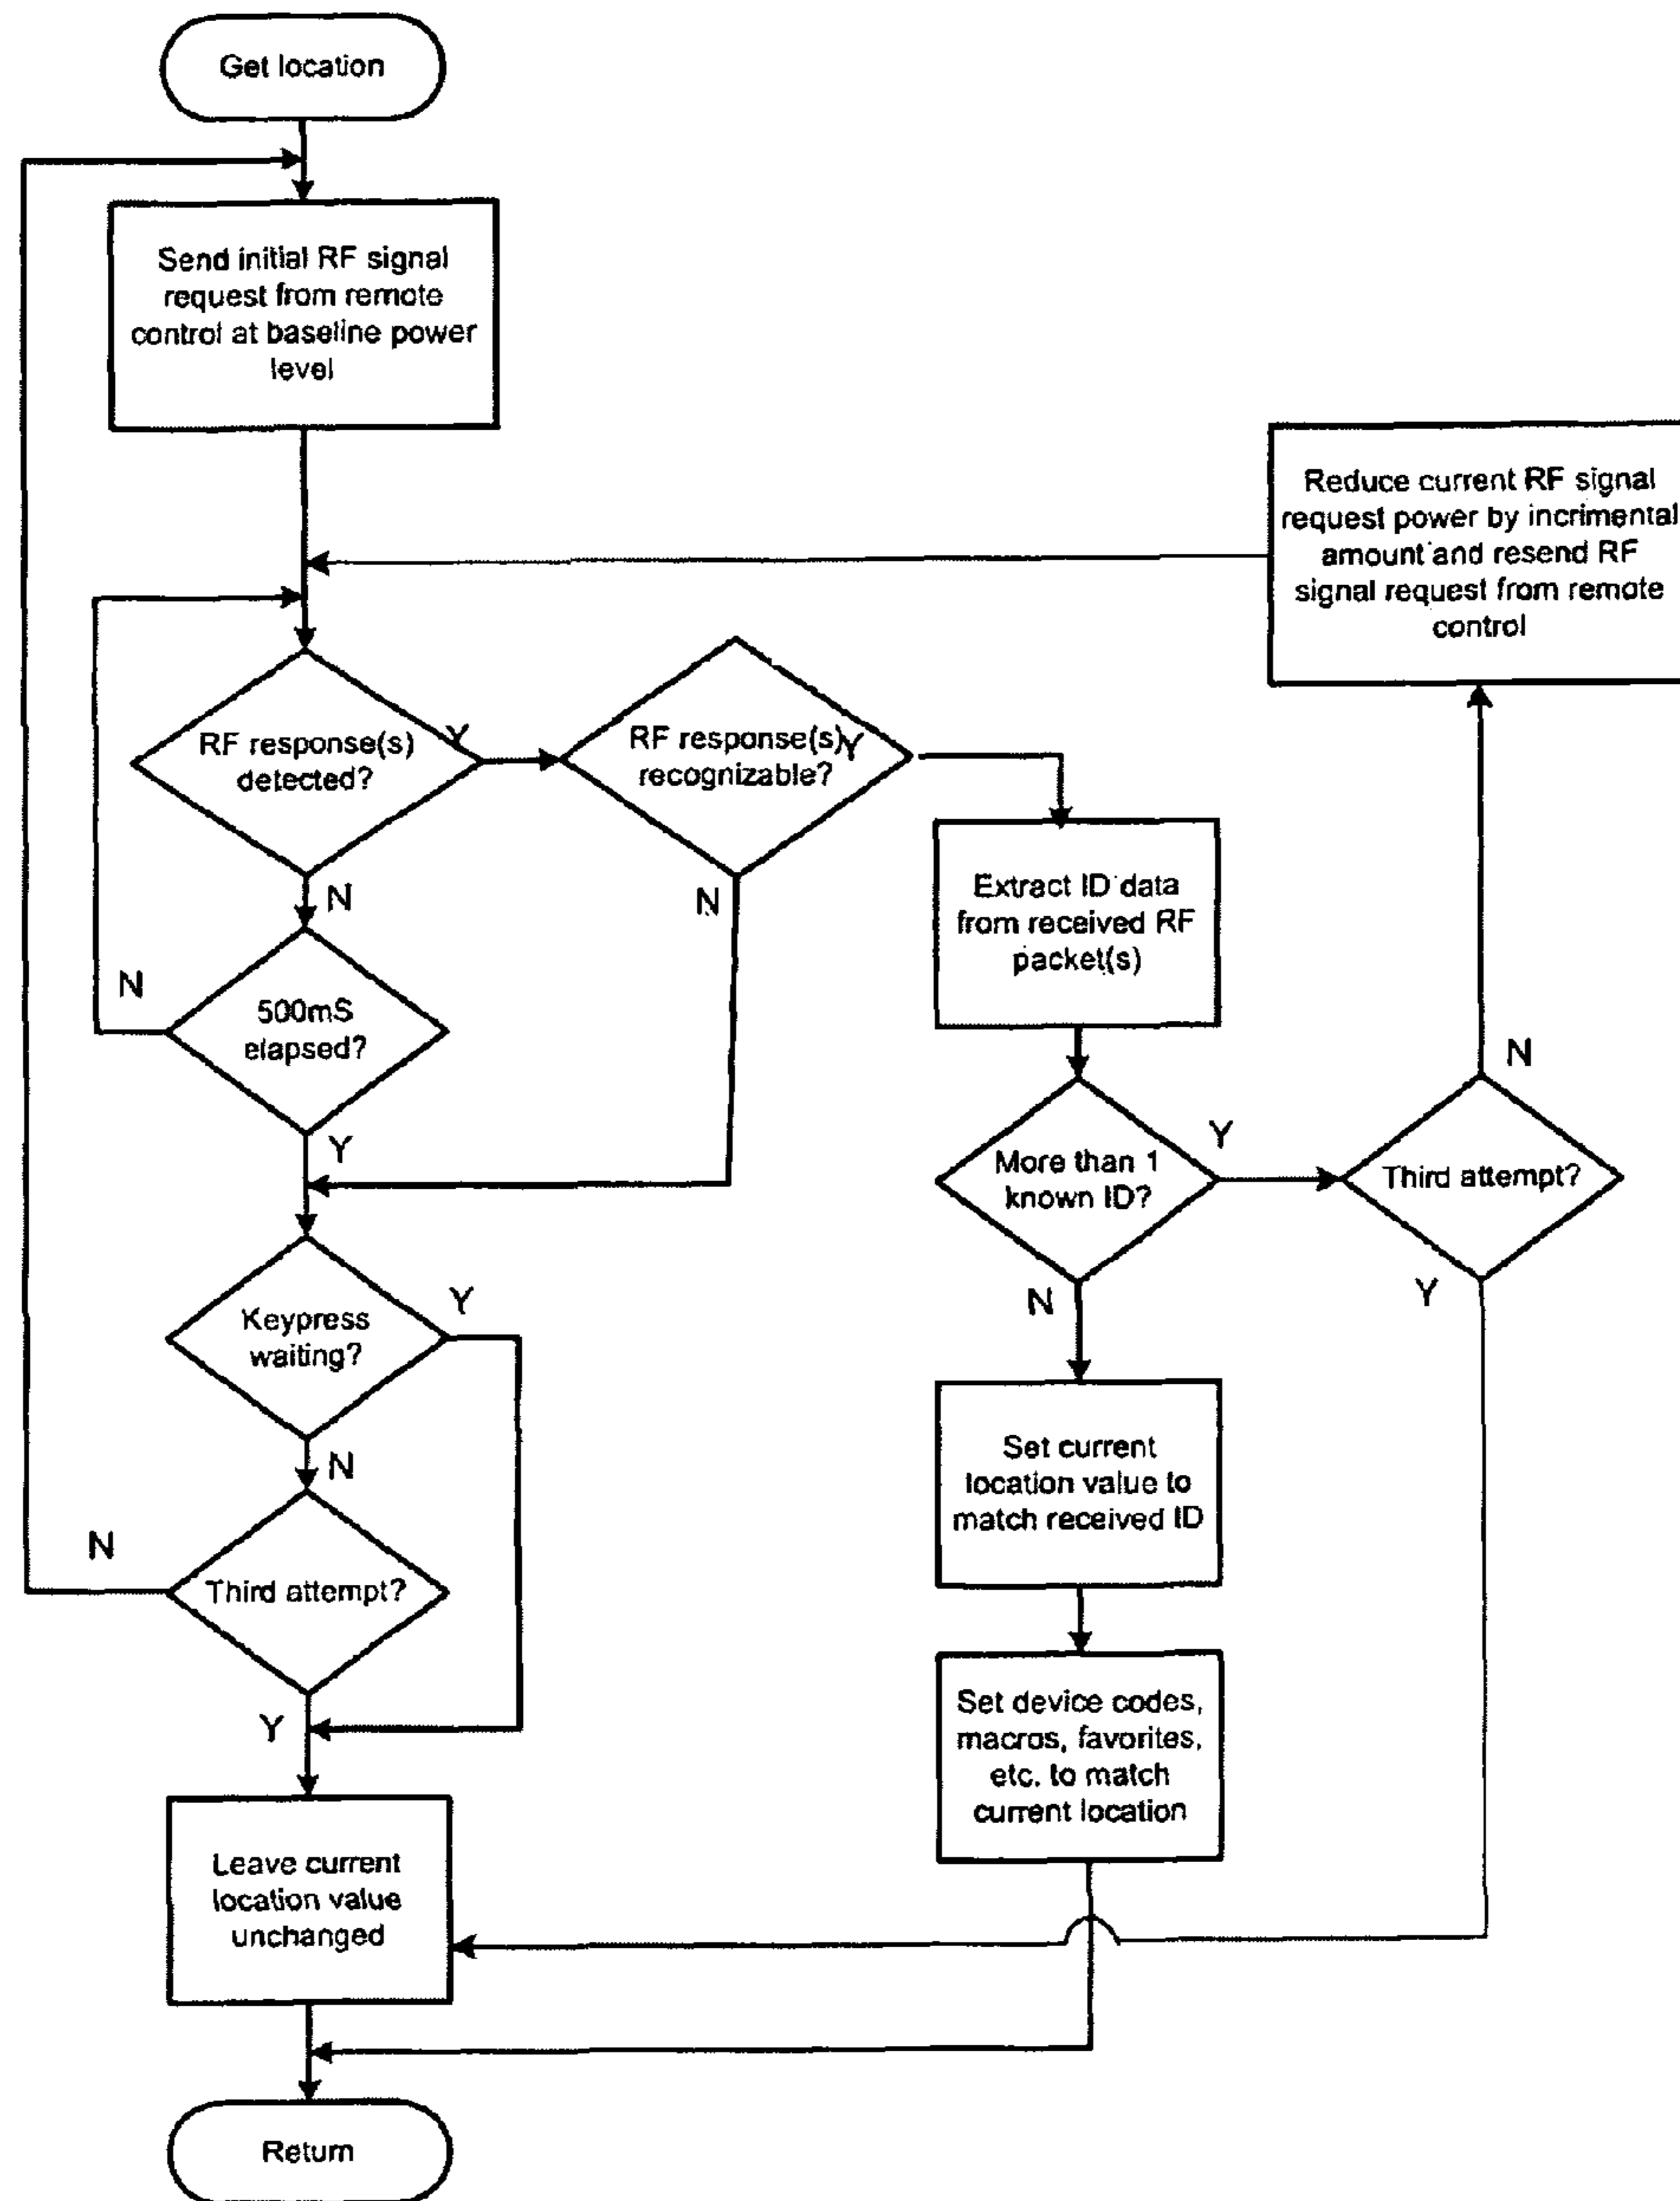 Get location
Send initial RF signal
request from remote
control at baseline power
level
Reduce current RF signal
request power by incrimental
amount and resend RF
signal request from remote
control
RF response(s)
detected?
Y
RF response(s)
recognizable?
Y
N
N
Extract ID data
from received RF
packet(s)
500mS
elapsed?
N
Y
More than 1
known ID?
Y
N
Third attempt?
N
Y
Keypress
waiting?
Y
N
Set current
location value to
match received ID
Third attempt?
N
Y
Set device codes,
macros, favorites,
etc. to match
current location
Leave current
location value
unchanged
Return